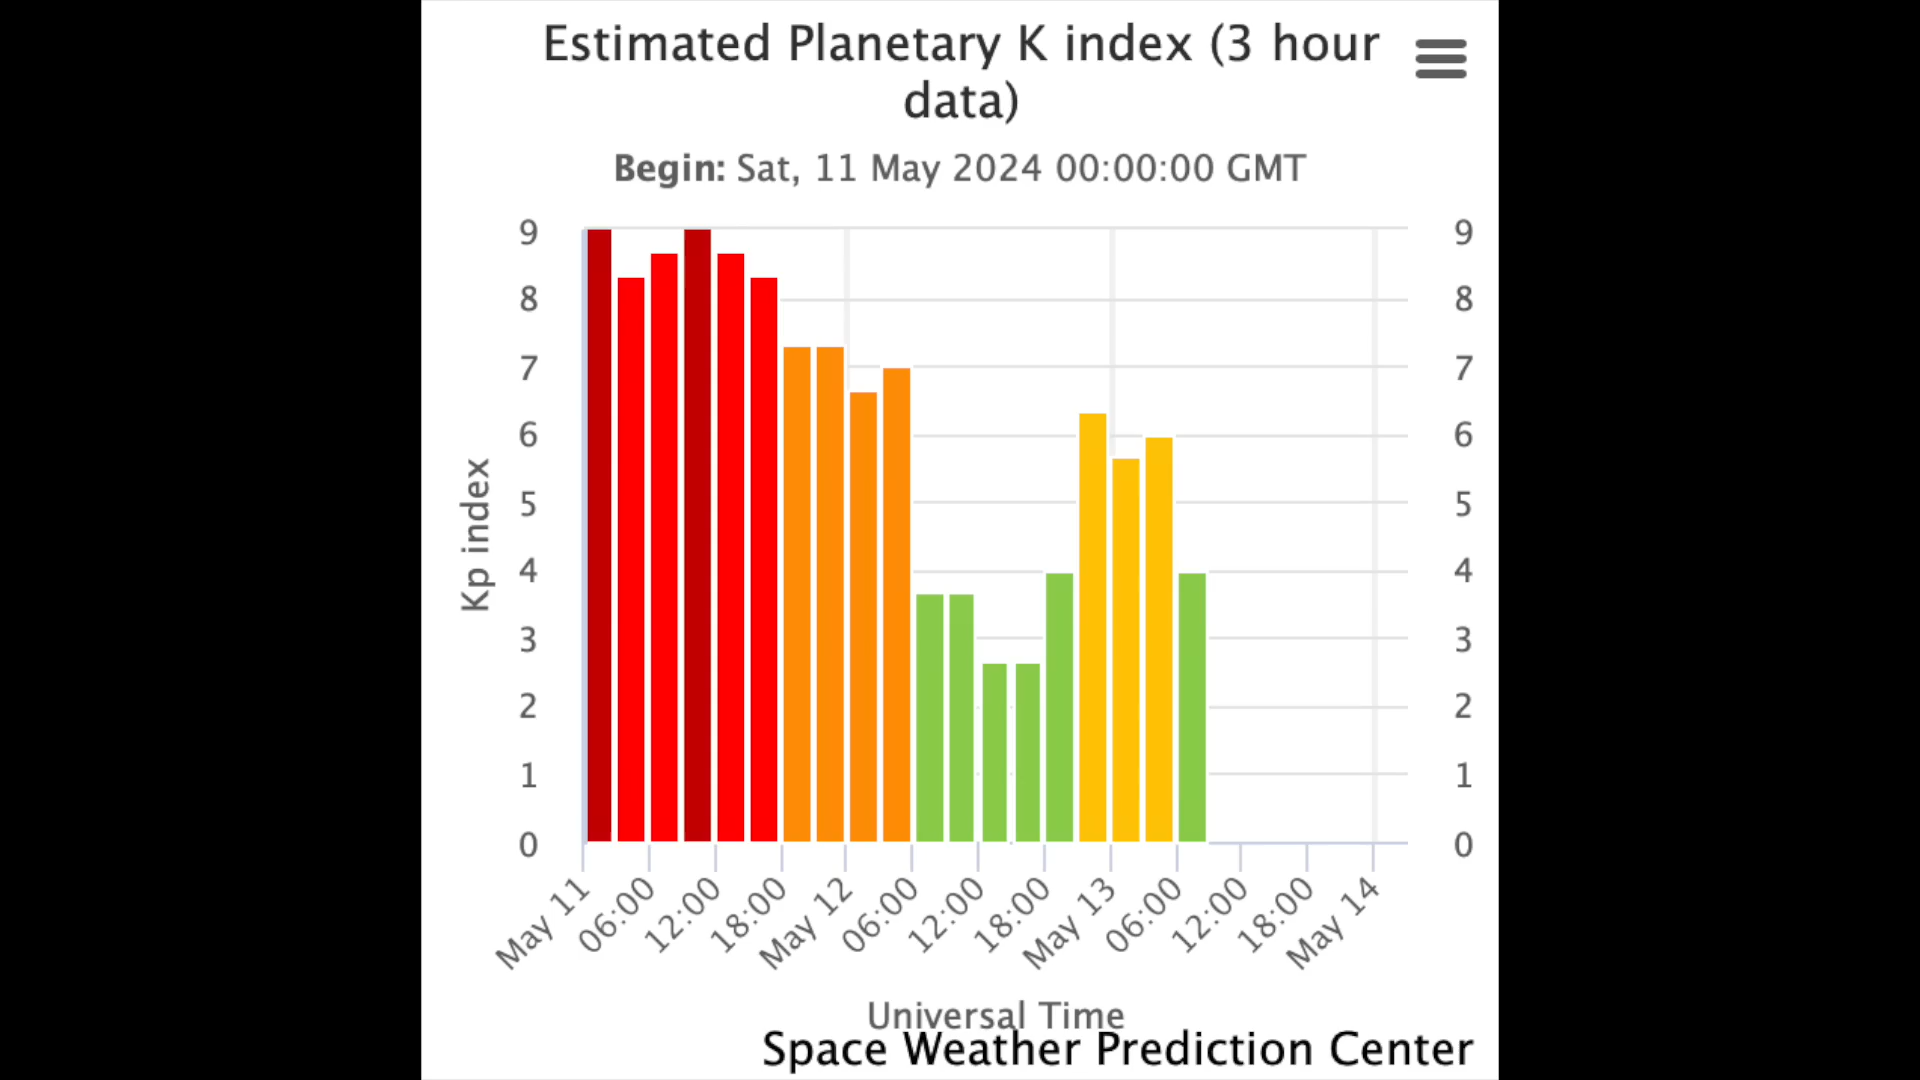 Estimated Planetary K index (3 hour
data)
Begin: Sat, 11 May 2024 00:00:00 GMT
9
8
7
6
5
4
3
2
1
0
Kp index
9
8
7
6
5
4
3
2
1
0
May 11
06:00
12:00
18:00
May 12
06:00
12:00
18:00
May 13
06:00
12:00
18:00
May 14
Universal Time
Space Weather Prediction Center